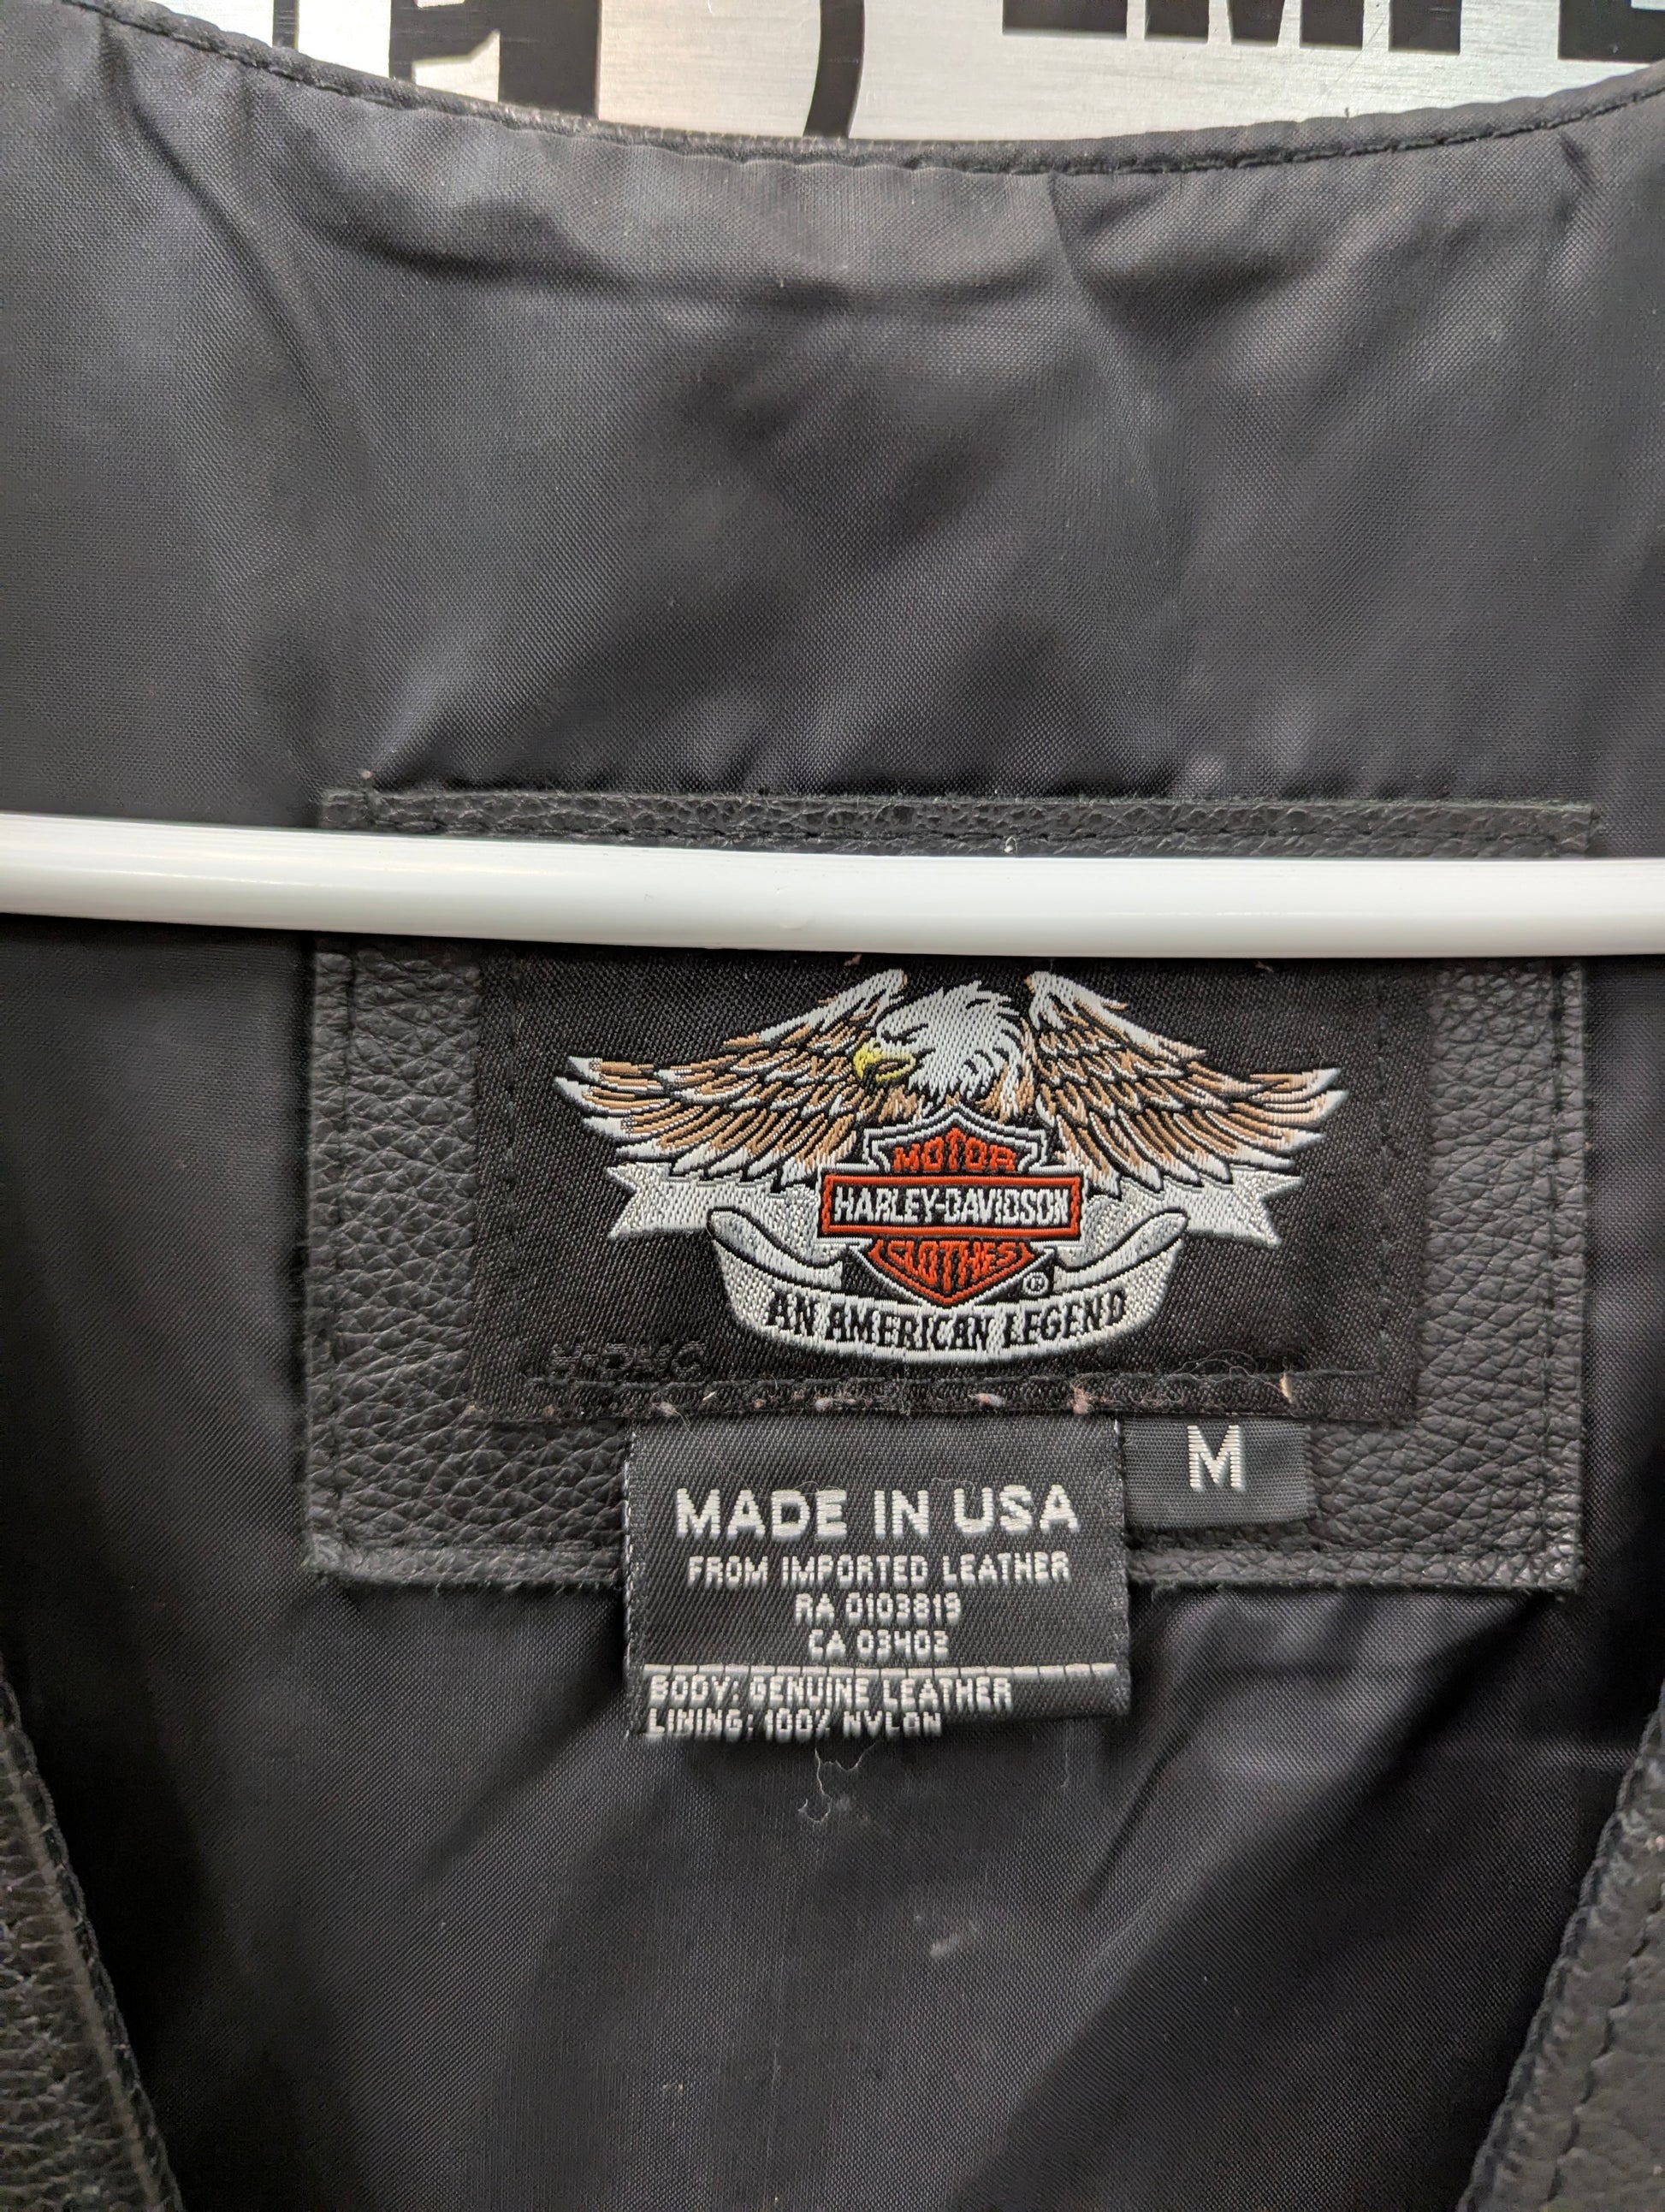 MOTOR
HARLEY-DAVIDSON
CLOTHES
®
AN AMERICAN LEGEND
H-DMC
M
MADE IN USA
FROM IMPORTED LEATHER
RA 0103819
CA 03402
BODY: GENUINE LEATHER
LINING: 100% NYLON